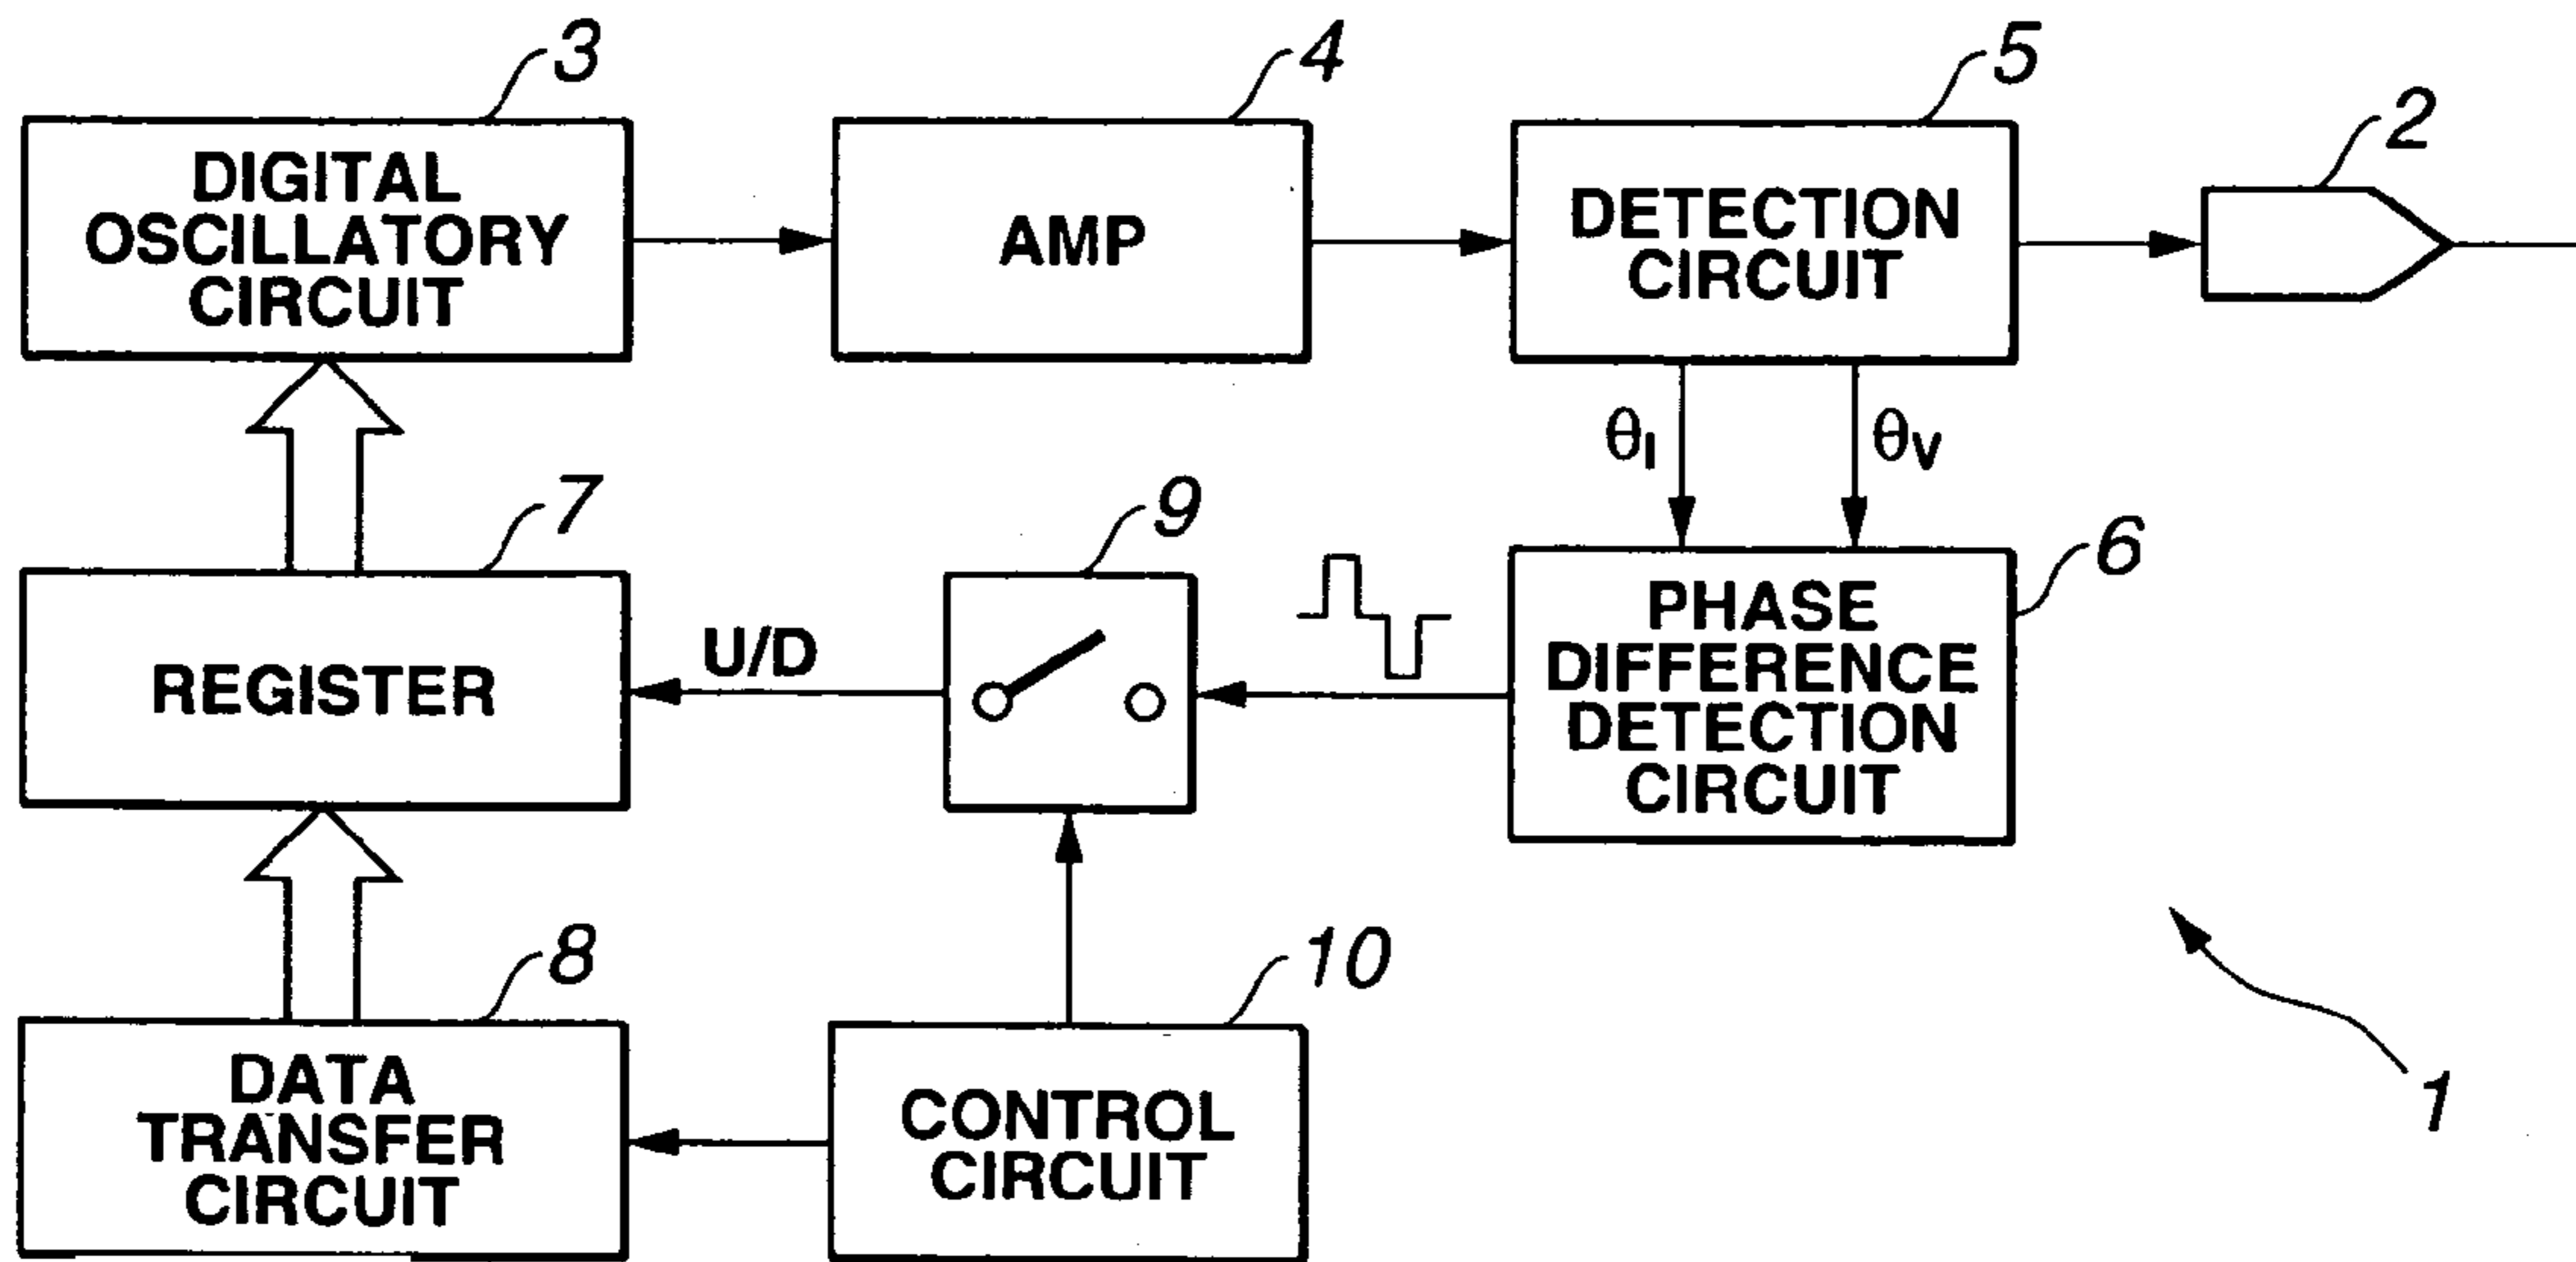 3
4
5
2
DIGITAL
OSCILLATORY
CIRCUIT
AMP
DETECTION
CIRCUIT
θI
θV
7
9
6
REGISTER
U/D
PHASE
DIFFERENCE
DETECTION
CIRCUIT
8
10
1
DATA
TRANSFER
CIRCUIT
CONTROL
CIRCUIT